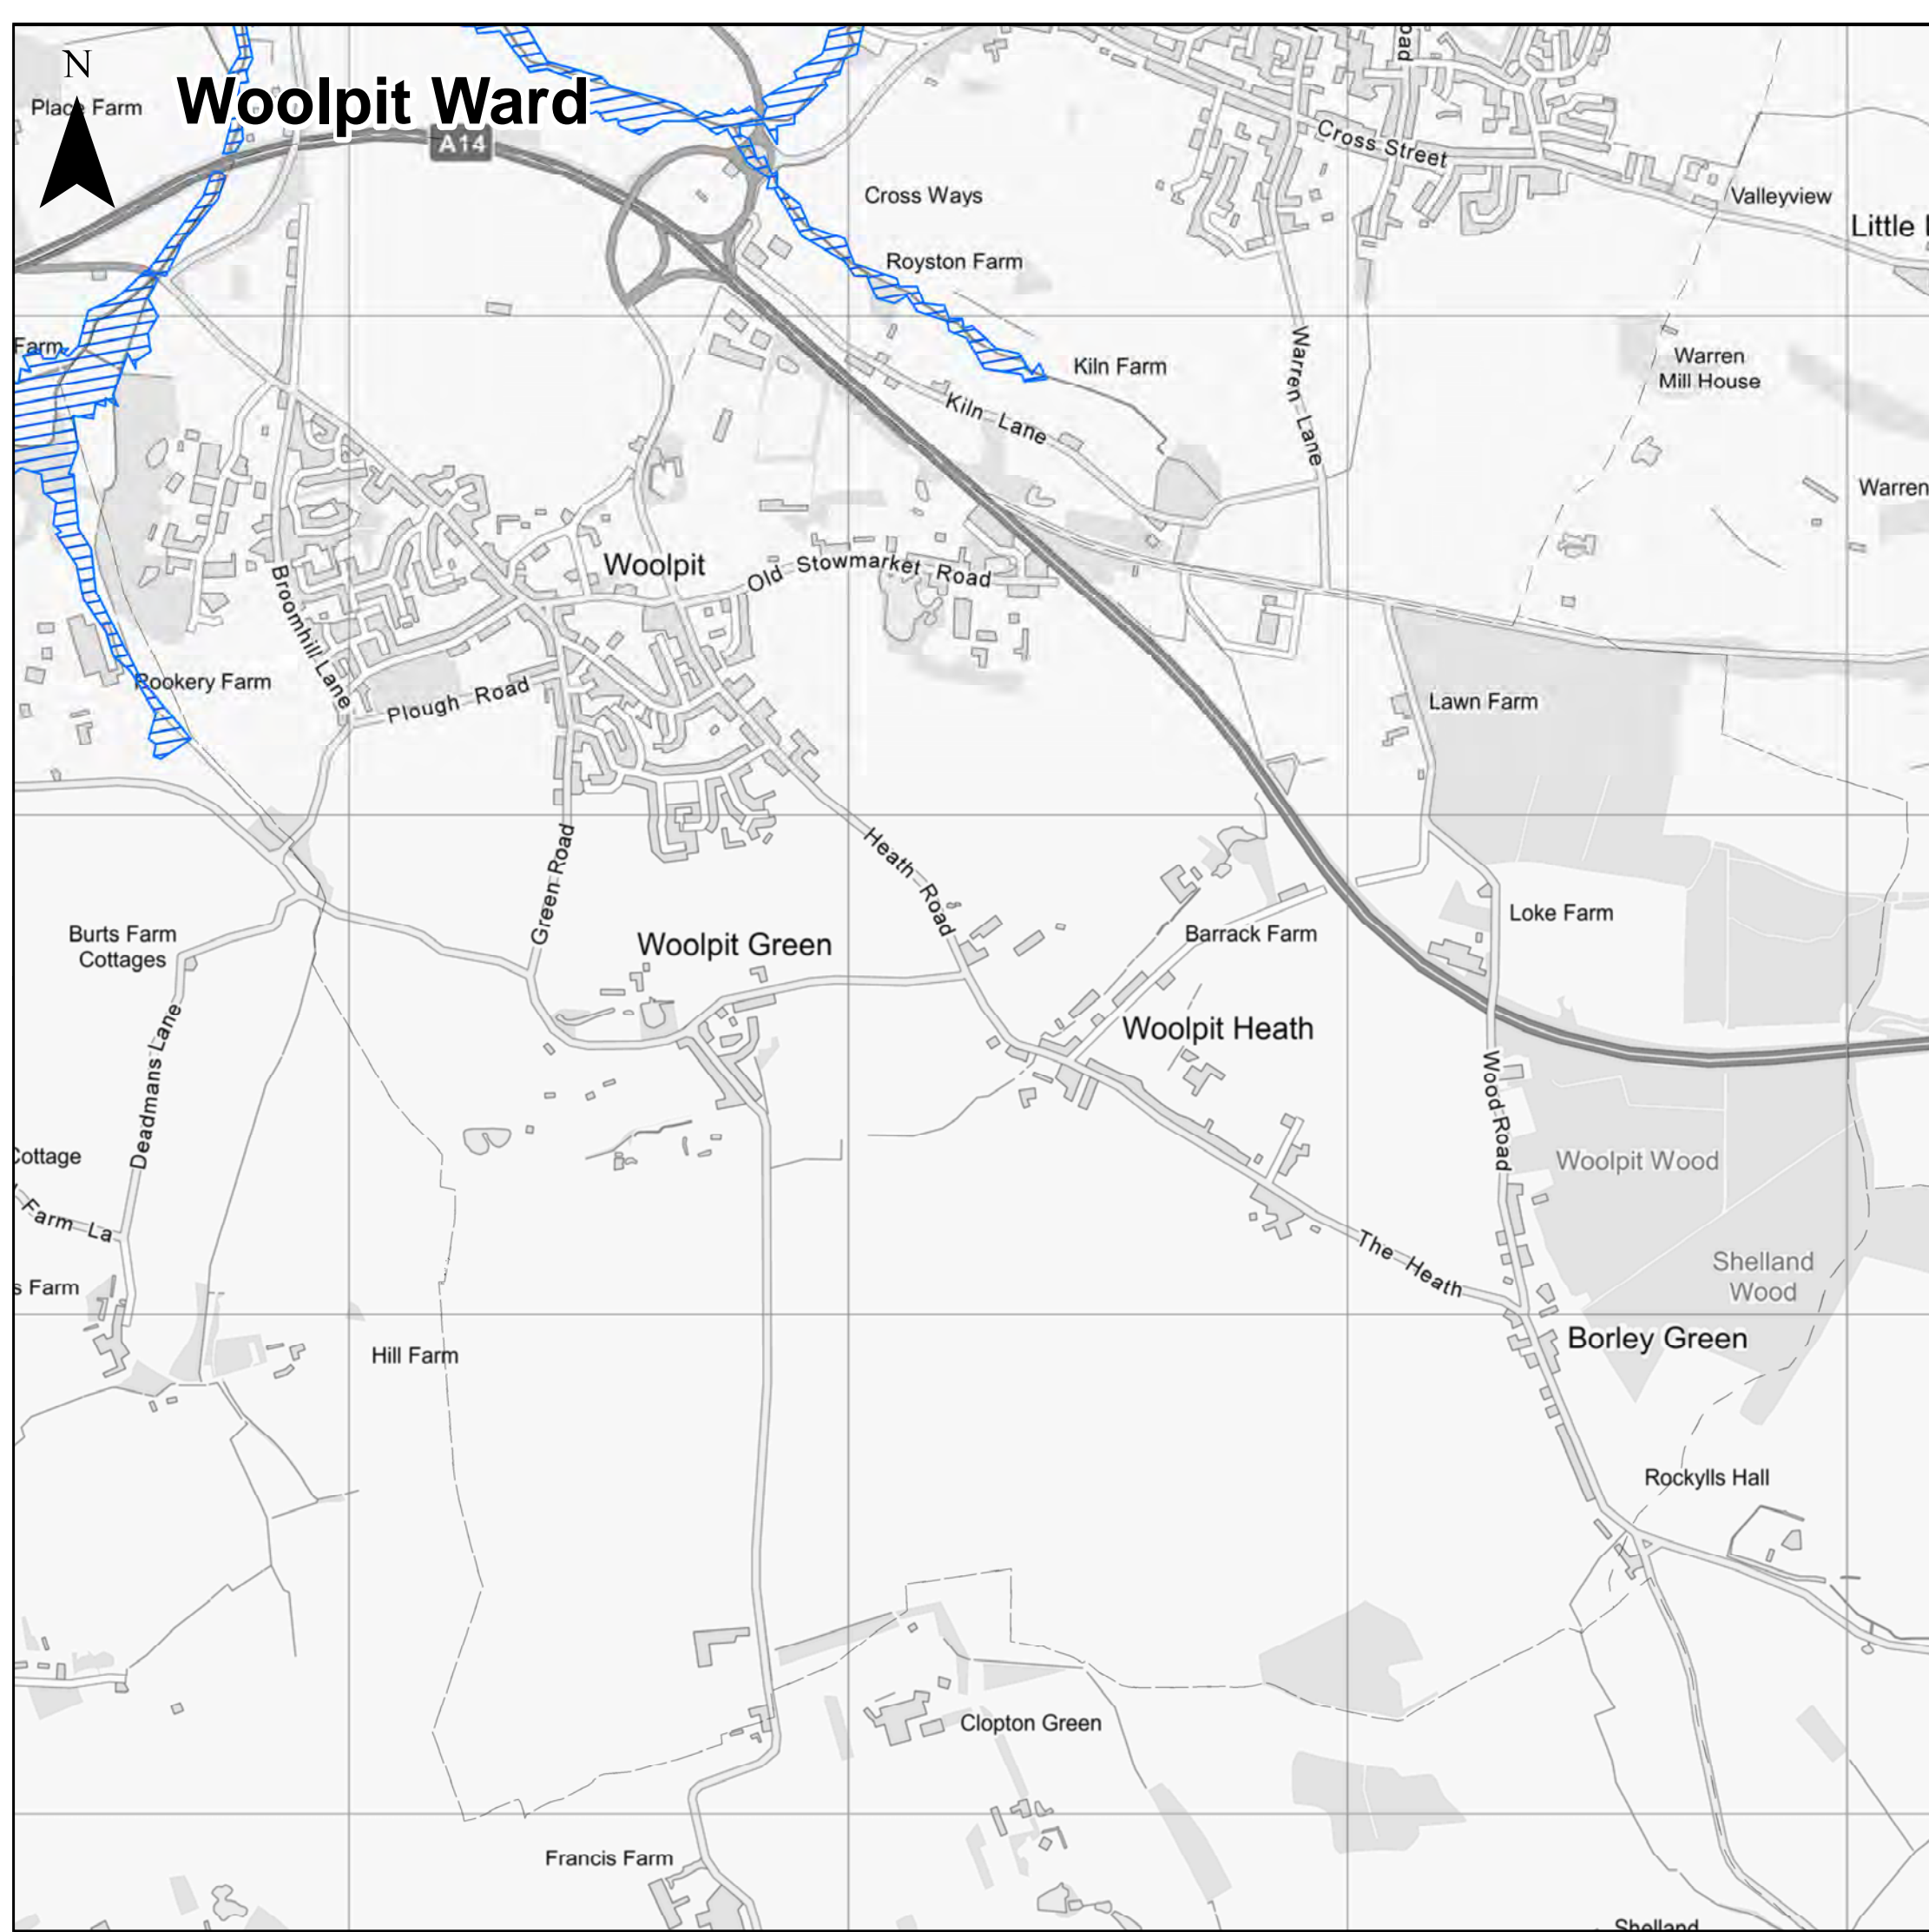 N
Woolpit Ward
Place Farm
A14
oad
Cross Street
Cross Ways
Valleyview
Little
Royston Farm
Farm
Kiln Farm
Warren Lane
Warren
Mill House
Kiln Lane
Warren
Woolpit
Old Stowmarket Road
Broomhill Lane
Rookery Farm
Plough Road
Lawn Farm
Green Road
Heath Road
Loke Farm
Burts Farm
Cottages
Woolpit Green
Barrack Farm
Woolpit Heath
Deadmans Lane
Wood Road
Cottage
Woolpit Wood
Farm La
The Heath
Shelland
Wood
s Farm
Borley Green
Hill Farm
Rockylls Hall
Clopton Green
Francis Farm
Shelland